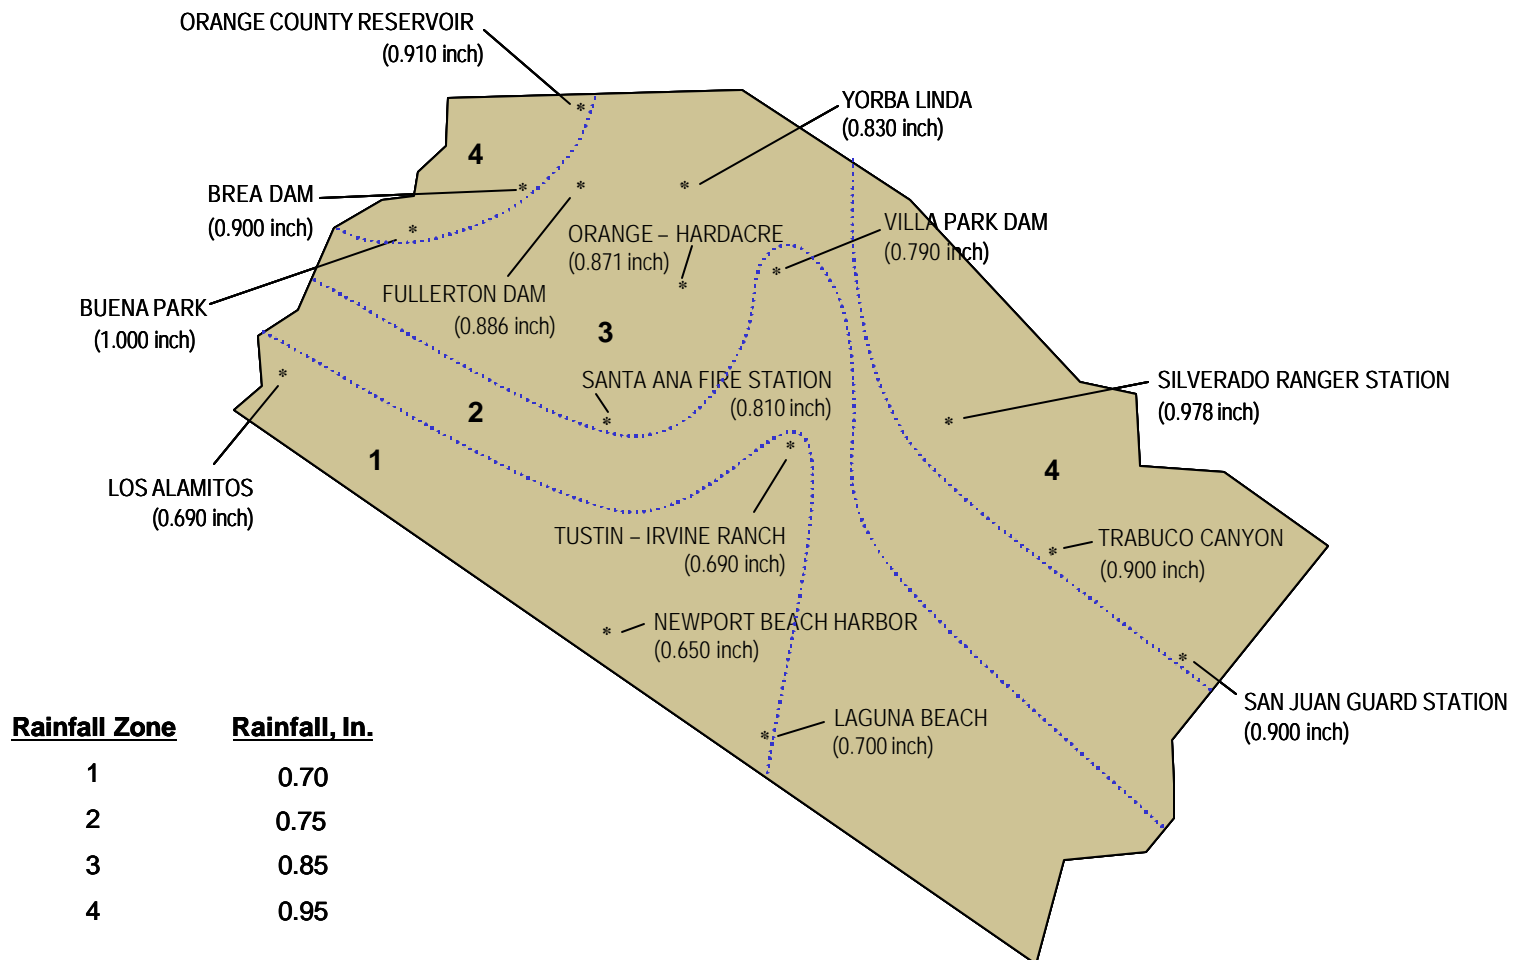 ORANGE COUNTY RESERVOIR
(0.910 inch)
YORBA LINDA
(0.830 inch)
4
BREA DAM
(0.900 inch)
ORANGE – HARDACRE
(0.871 inch)
VILLA PARK DAM
(0.790 inch)
BUENA PARK
(1.000 inch)
FULLERTON DAM
(0.886 inch)
3
SANTA ANA FIRE STATION
(0.810 inch)
SILVERADO RANGER STATION
(0.978 inch)
2
1
4
LOS ALAMITOS
(0.690 inch)
TUSTIN – IRVINE RANCH
(0.690 inch)
TRABUCO CANYON
(0.900 inch)
NEWPORT BEACH HARBOR
(0.650 inch)
SAN JUAN GUARD STATION
(0.900 inch)
LAGUNA BEACH
(0.700 inch)
Rainfall Zone Rainfall, In.
1 0.70
2 0.75
3 0.85
4 0.95